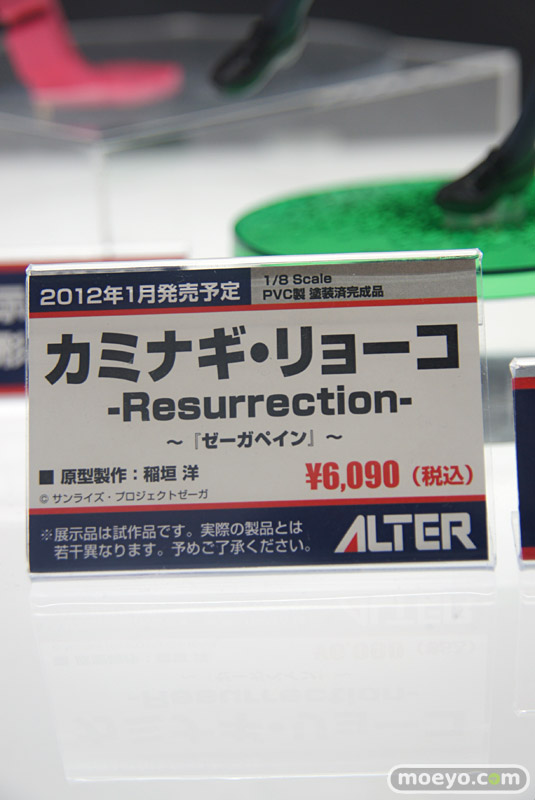 2012年1月発売予定
1/8 Scale
PVC製 塗装済完成品
カミナギ・リョーコ
-Resurrection-
～『ゼーガペイン』～
■ 原型製作：稲垣 洋
¥6,090（税込）
© サンライズ・プロジェクトゼーガ
※展示品は試作品です。実際の製品とは
若干異なります。予めご了承ください。
ALTER
moeyo.com